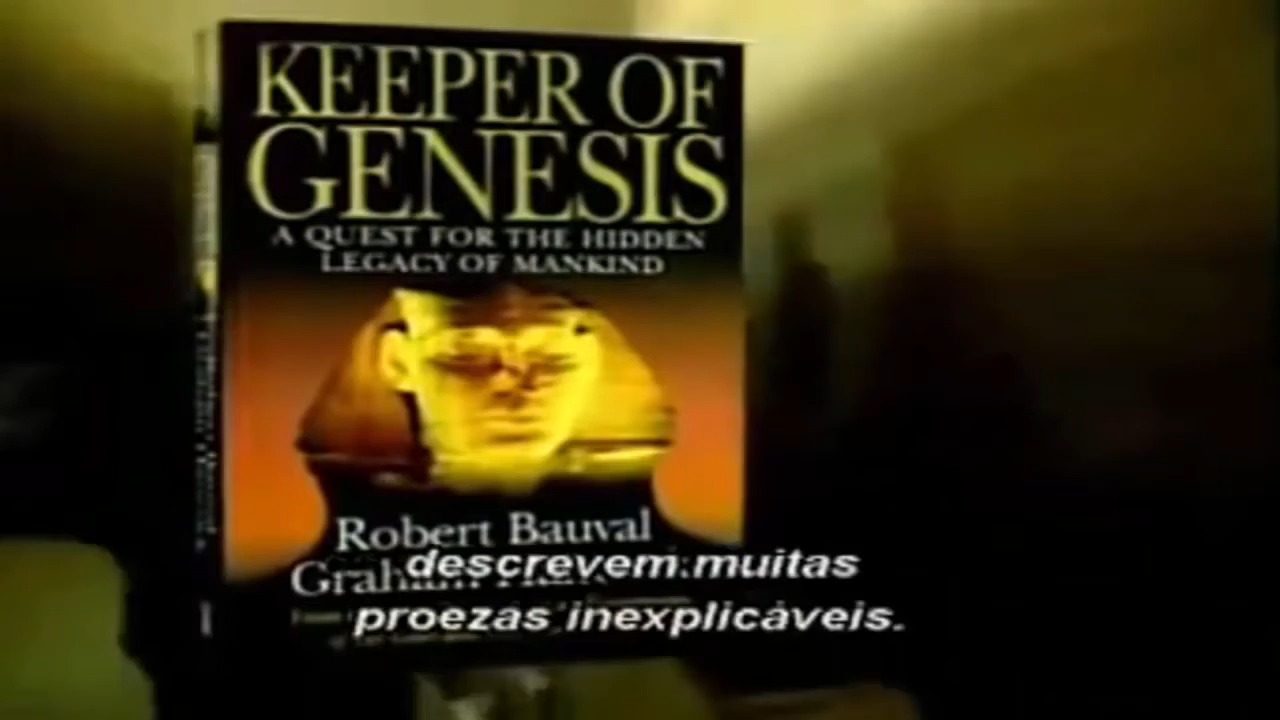 KEEPER OF
GENESIS
A QUEST FOR THE HIDDEN
LEGACY OF MANKIND
Robert Bauval
descrevem muitas
proezas inexplicáveis.